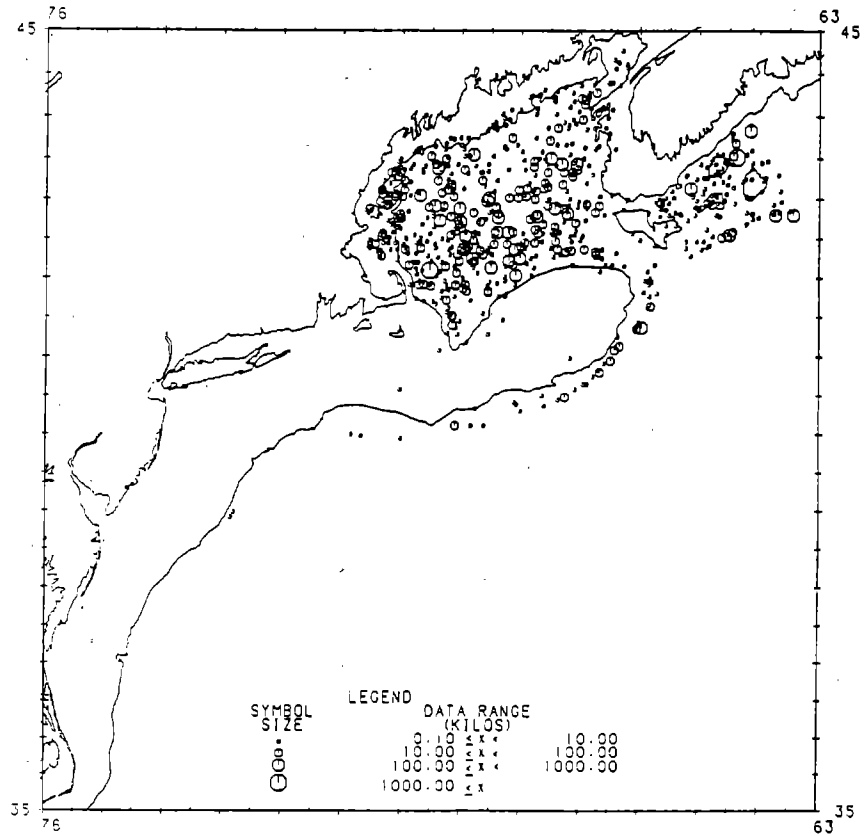 76 63
45 45
LEGEND
SYMBOL DATA RANGE
SIZE (KILOS)
0.10 ≤ X < 10.00
10.00 ≤ X < 100.00
100.00 ≤ X < 1000.00
1000.00 ≤ X
35 35
76 63